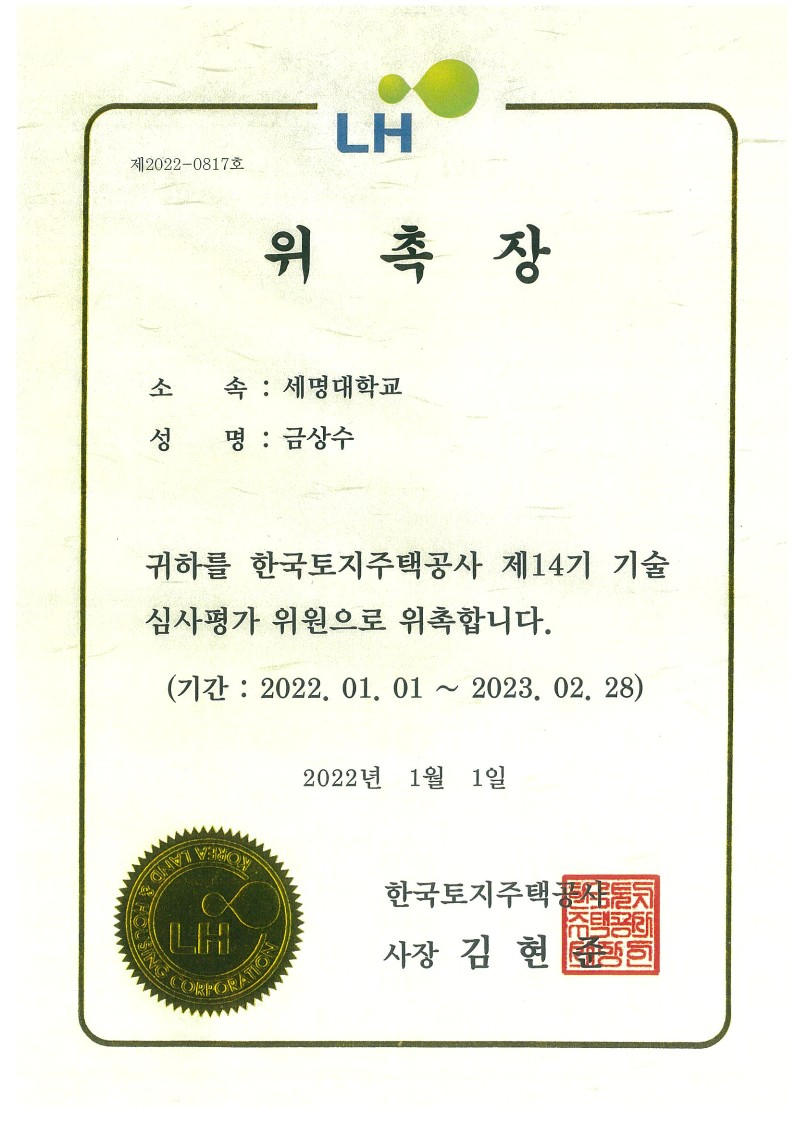 LH
제2022-0817호
위 촉 장
소 속 : 세명대학교
성 명 : 금상수
귀하를 한국토지주택공사 제14기 기술
심사평가 위원으로 위촉합니다.
(기간 : 2022. 01. 01 ~ 2023. 02. 28)
2022년 1월 1일
한국토지주택공사
사장 김 현 준
KOREA LAND & HOUSING CORPORATION
LH